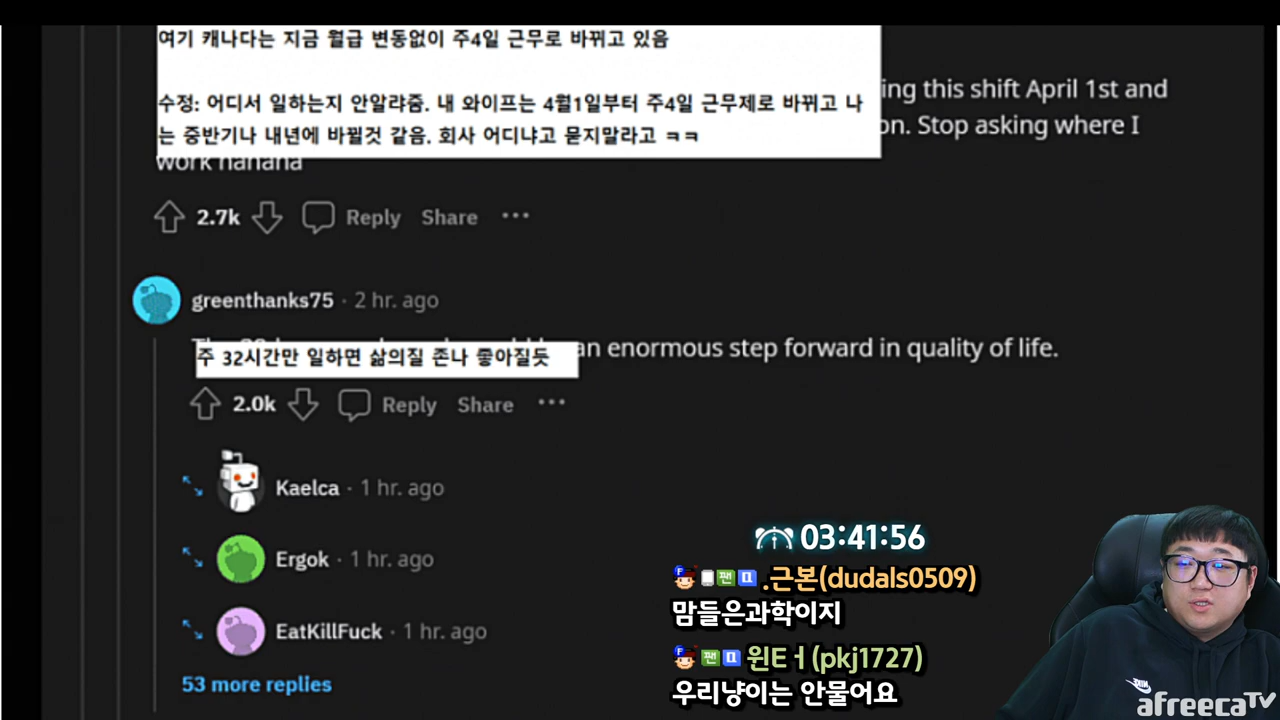 여기 캐나다는 지금 월급 변동없이 주4일 근무로 바뀌고 있음
수정: 어디서 일하는지 안알랴줌. 내 와이프는 4월1일부터 주4일 근무제로 바뀌고 나
는 중반기나 내년에 바뀔것 같음. 회사 어디냐고 묻지말라고 ㅋㅋ
ing this shift April 1st and
on. Stop asking where I
work hahaha
2.7k Reply Share ···
greenthanks75 · 2 hr. ago
주 32시간만 일하면 삶의질 존나 좋아질듯
an enormous step forward in quality of life.
2.0k Reply Share ···
Kaelca · 1 hr. ago
Ergok · 1 hr. ago
EatKillFuck · 1 hr. ago
53 more replies
03:41:56
.근본(dudals0509)
맘들은과학이지
윈Eㅕ(pkj1727)
우리냥이는 안물어요
afreecaTV